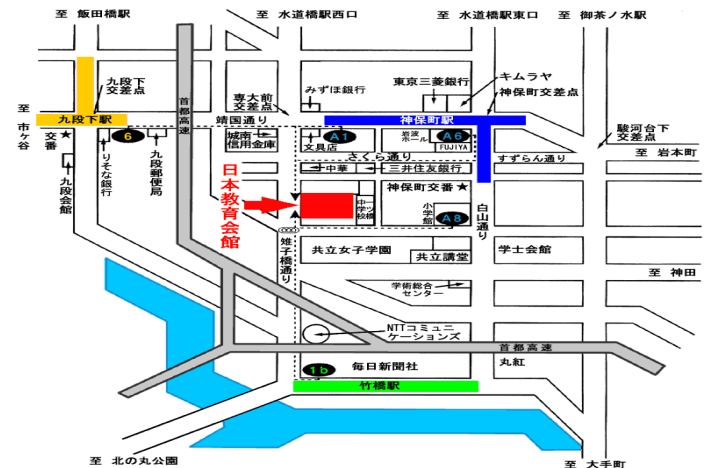 至 飯田橋駅
至 水道橋駅西口
至 水道橋駅東口
至 御茶ノ水駅
九段下
交差点
首都高速
専大前
交差点
みずほ銀行
東京三菱銀行
キムラヤ
神保町交差点
至 市ヶ谷
九段下駅
靖国通り
神保町駅
交番★
6
城南
信用金庫
文具店
A1
岩波
ホール
A6
FUJIYA
駿河台下
交差点
さくら通り
すずらん通り
至 岩本町
九段会館
りそな銀行
九段郵便局
中華
三井住友銀行
日本教育会館
一ツ橋
中学校
神保町交番★
小学館
A8
白山通り
雉子橋通り
共立女子学園
共立講堂
学士会館
至 神田
学術総合
センター
NTTコミュニ
ケーションズ
首都高速
1b
毎日新聞社
丸紅
竹橋駅
至 北の丸公園
至 大手町